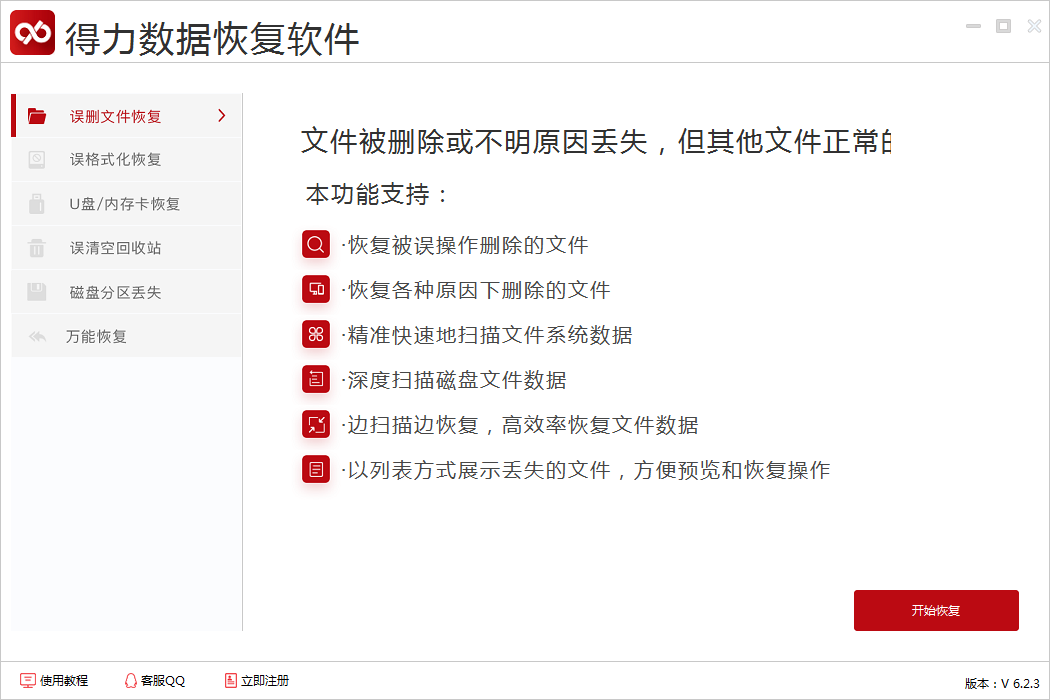 得力数据恢复软件
误删文件恢复
误格式化恢复
U盘/内存卡恢复
误清空回收站
磁盘分区丢失
万能恢复
文件被删除或不明原因丢失，但其他文件正常
本功能支持：
·恢复被误操作删除的文件
·恢复各种原因下删除的文件
·精准快速地扫描文件系统数据
·深度扫描磁盘文件数据
·边扫描边恢复，高效率恢复文件数据
·以列表方式展示丢失的文件，方便预览和恢复操作
开始恢复
使用教程 客服QQ 立即注册 版本：V 6.2.3